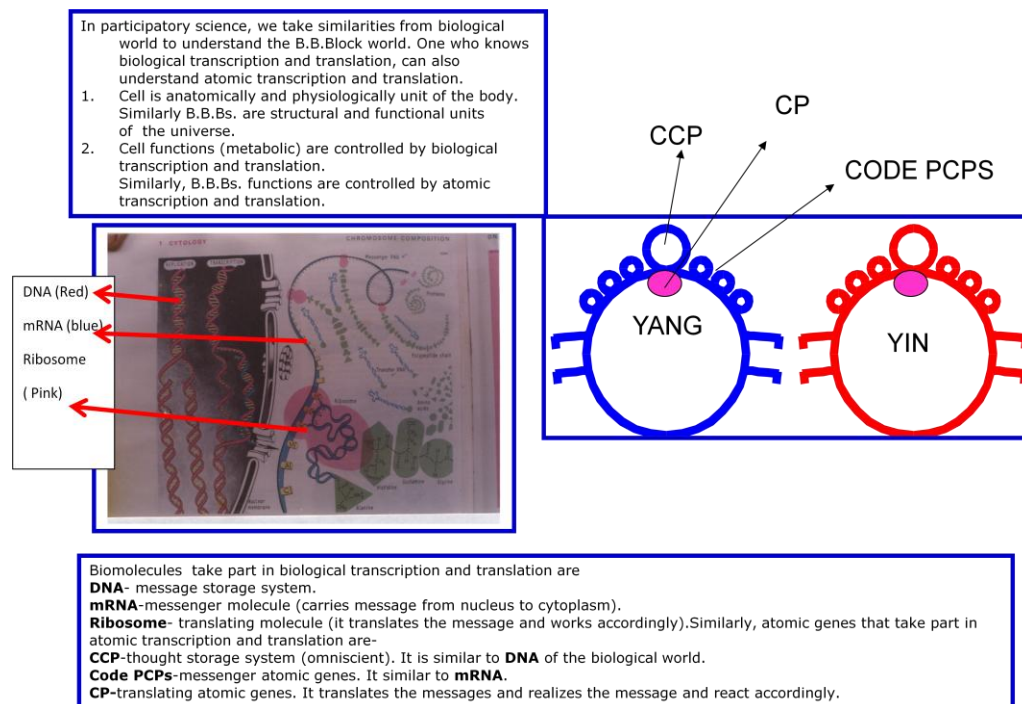 In participatory science, we take similarities from biological
world to understand the B.B.Block world. One who knows
biological transcription and translation, can also
understand atomic transcription and translation.
1. Cell is anatomically and physiologically unit of the body.
Similarly B.B.Bs. are structural and functional units
of the universe.
2. Cell functions (metabolic) are controlled by biological
transcription and translation.
Similarly, B.B.Bs. functions are controlled by atomic
transcription and translation.
CP
CCP
CODE PCPS
YANG
YIN
1 CYTOLOGY
CHROMOSOME COMPOSITION
DNA (Red)
mRNA (blue)
Ribosome
( Pink)
Biomolecules take part in biological transcription and translation are
DNA- message storage system.
mRNA-messenger molecule (carries message from nucleus to cytoplasm).
Ribosome- translating molecule (it translates the message and works accordingly).Similarly, atomic genes that take part in
atomic transcription and translation are-
CCP-thought storage system (omniscient). It is similar to DNA of the biological world.
Code PCPs-messenger atomic genes. It similar to mRNA.
CP-translating atomic genes. It translates the messages and realizes the message and react accordingly.